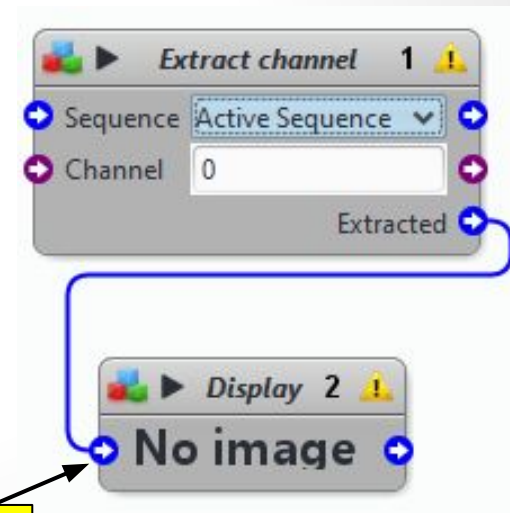 Extract channel 1
Sequence Active Sequence
Channel 0
Extracted
Display 2
No image